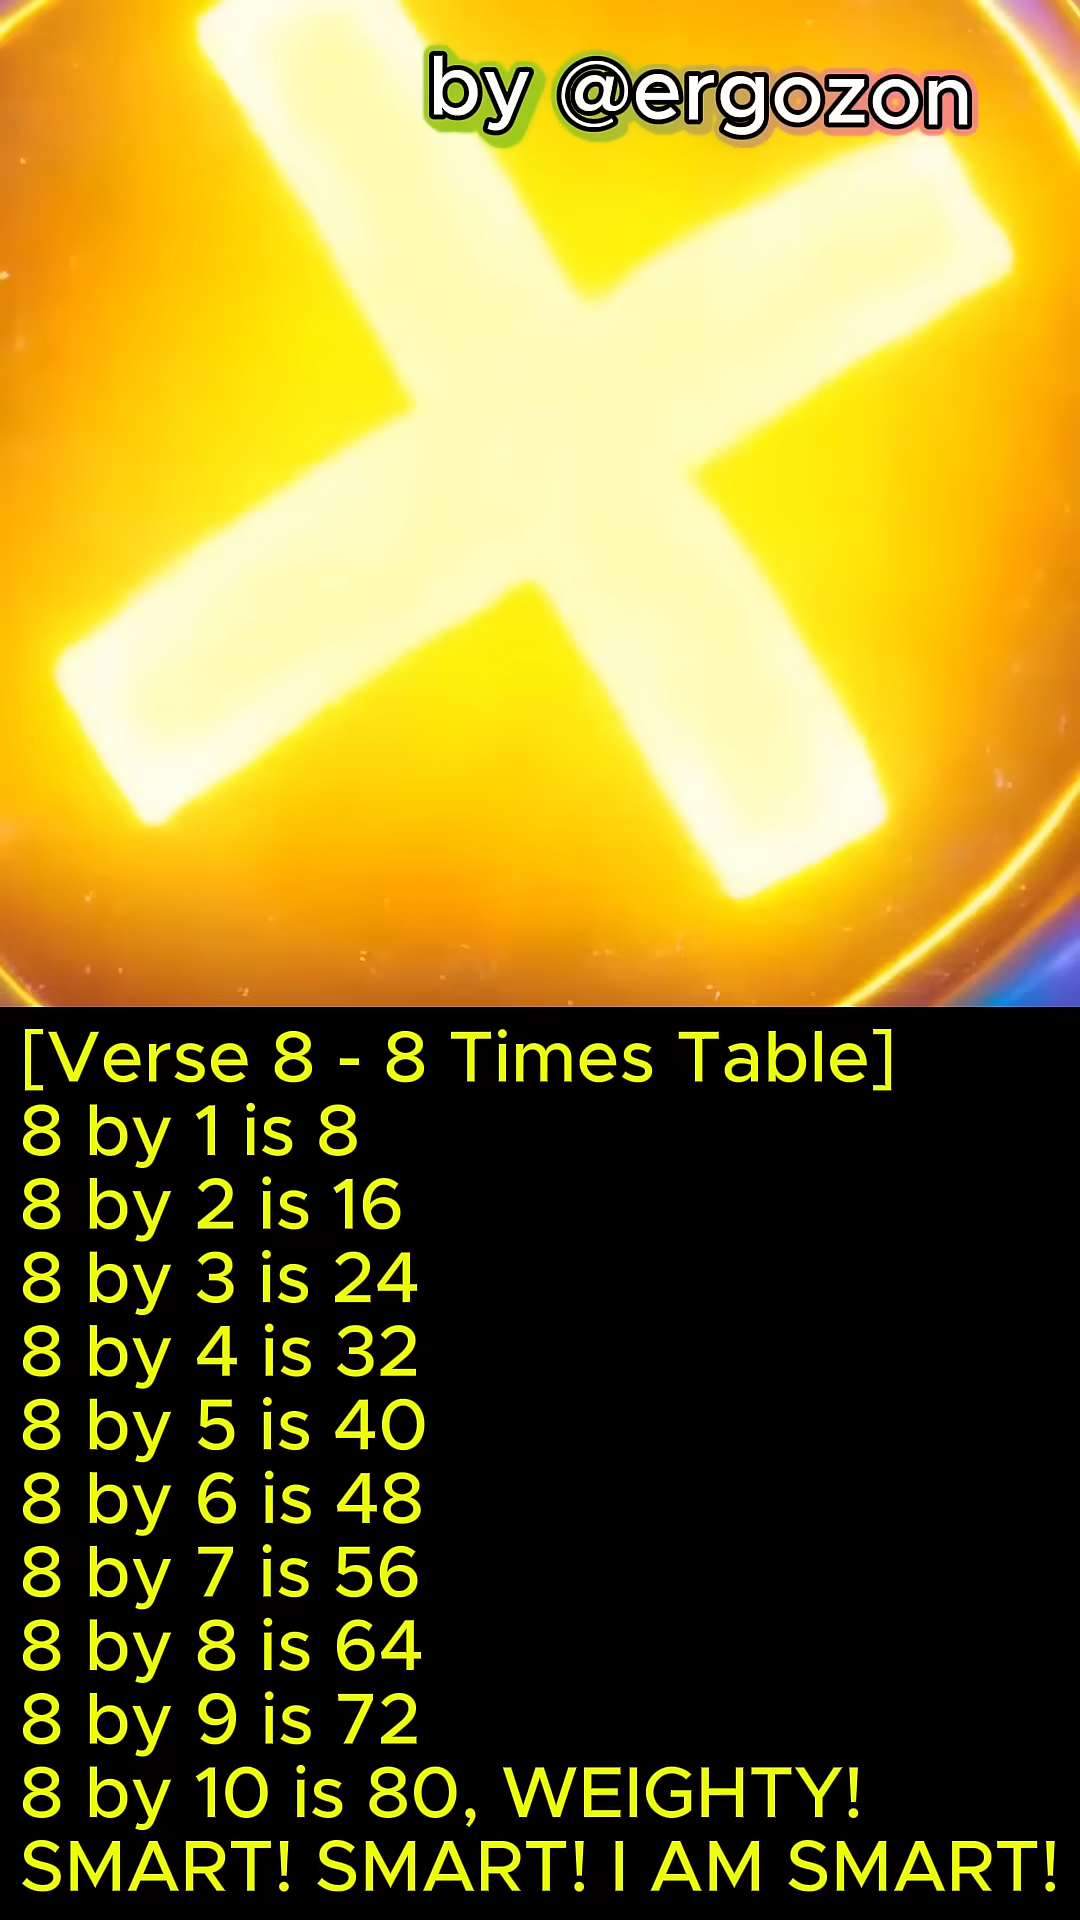 by @ergozon
[Verse 8 - 8 Times Table]
8 by 1 is 8
8 by 2 is 16
8 by 3 is 24
8 by 4 is 32
8 by 5 is 40
8 by 6 is 48
8 by 7 is 56
8 by 8 is 64
8 by 9 is 72
8 by 10 is 80, WEIGHTY!
SMART! SMART! I AM SMART!